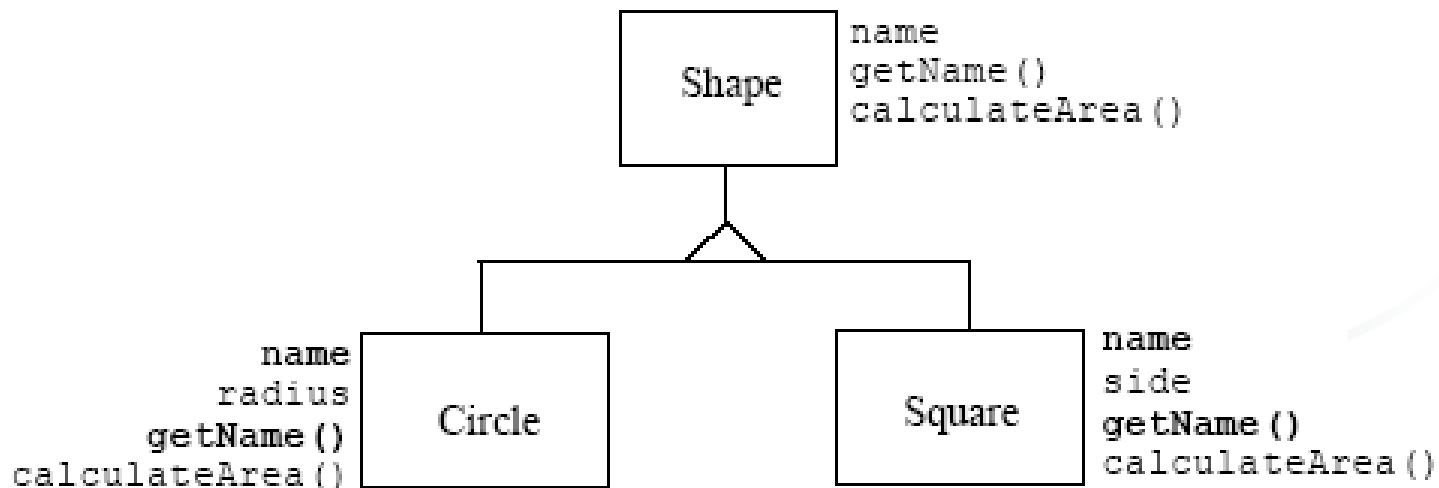 Shape
name
getName()
calculateArea()
name
radius
getName()
calculateArea()
Circle
Square
name
side
getName()
calculateArea()